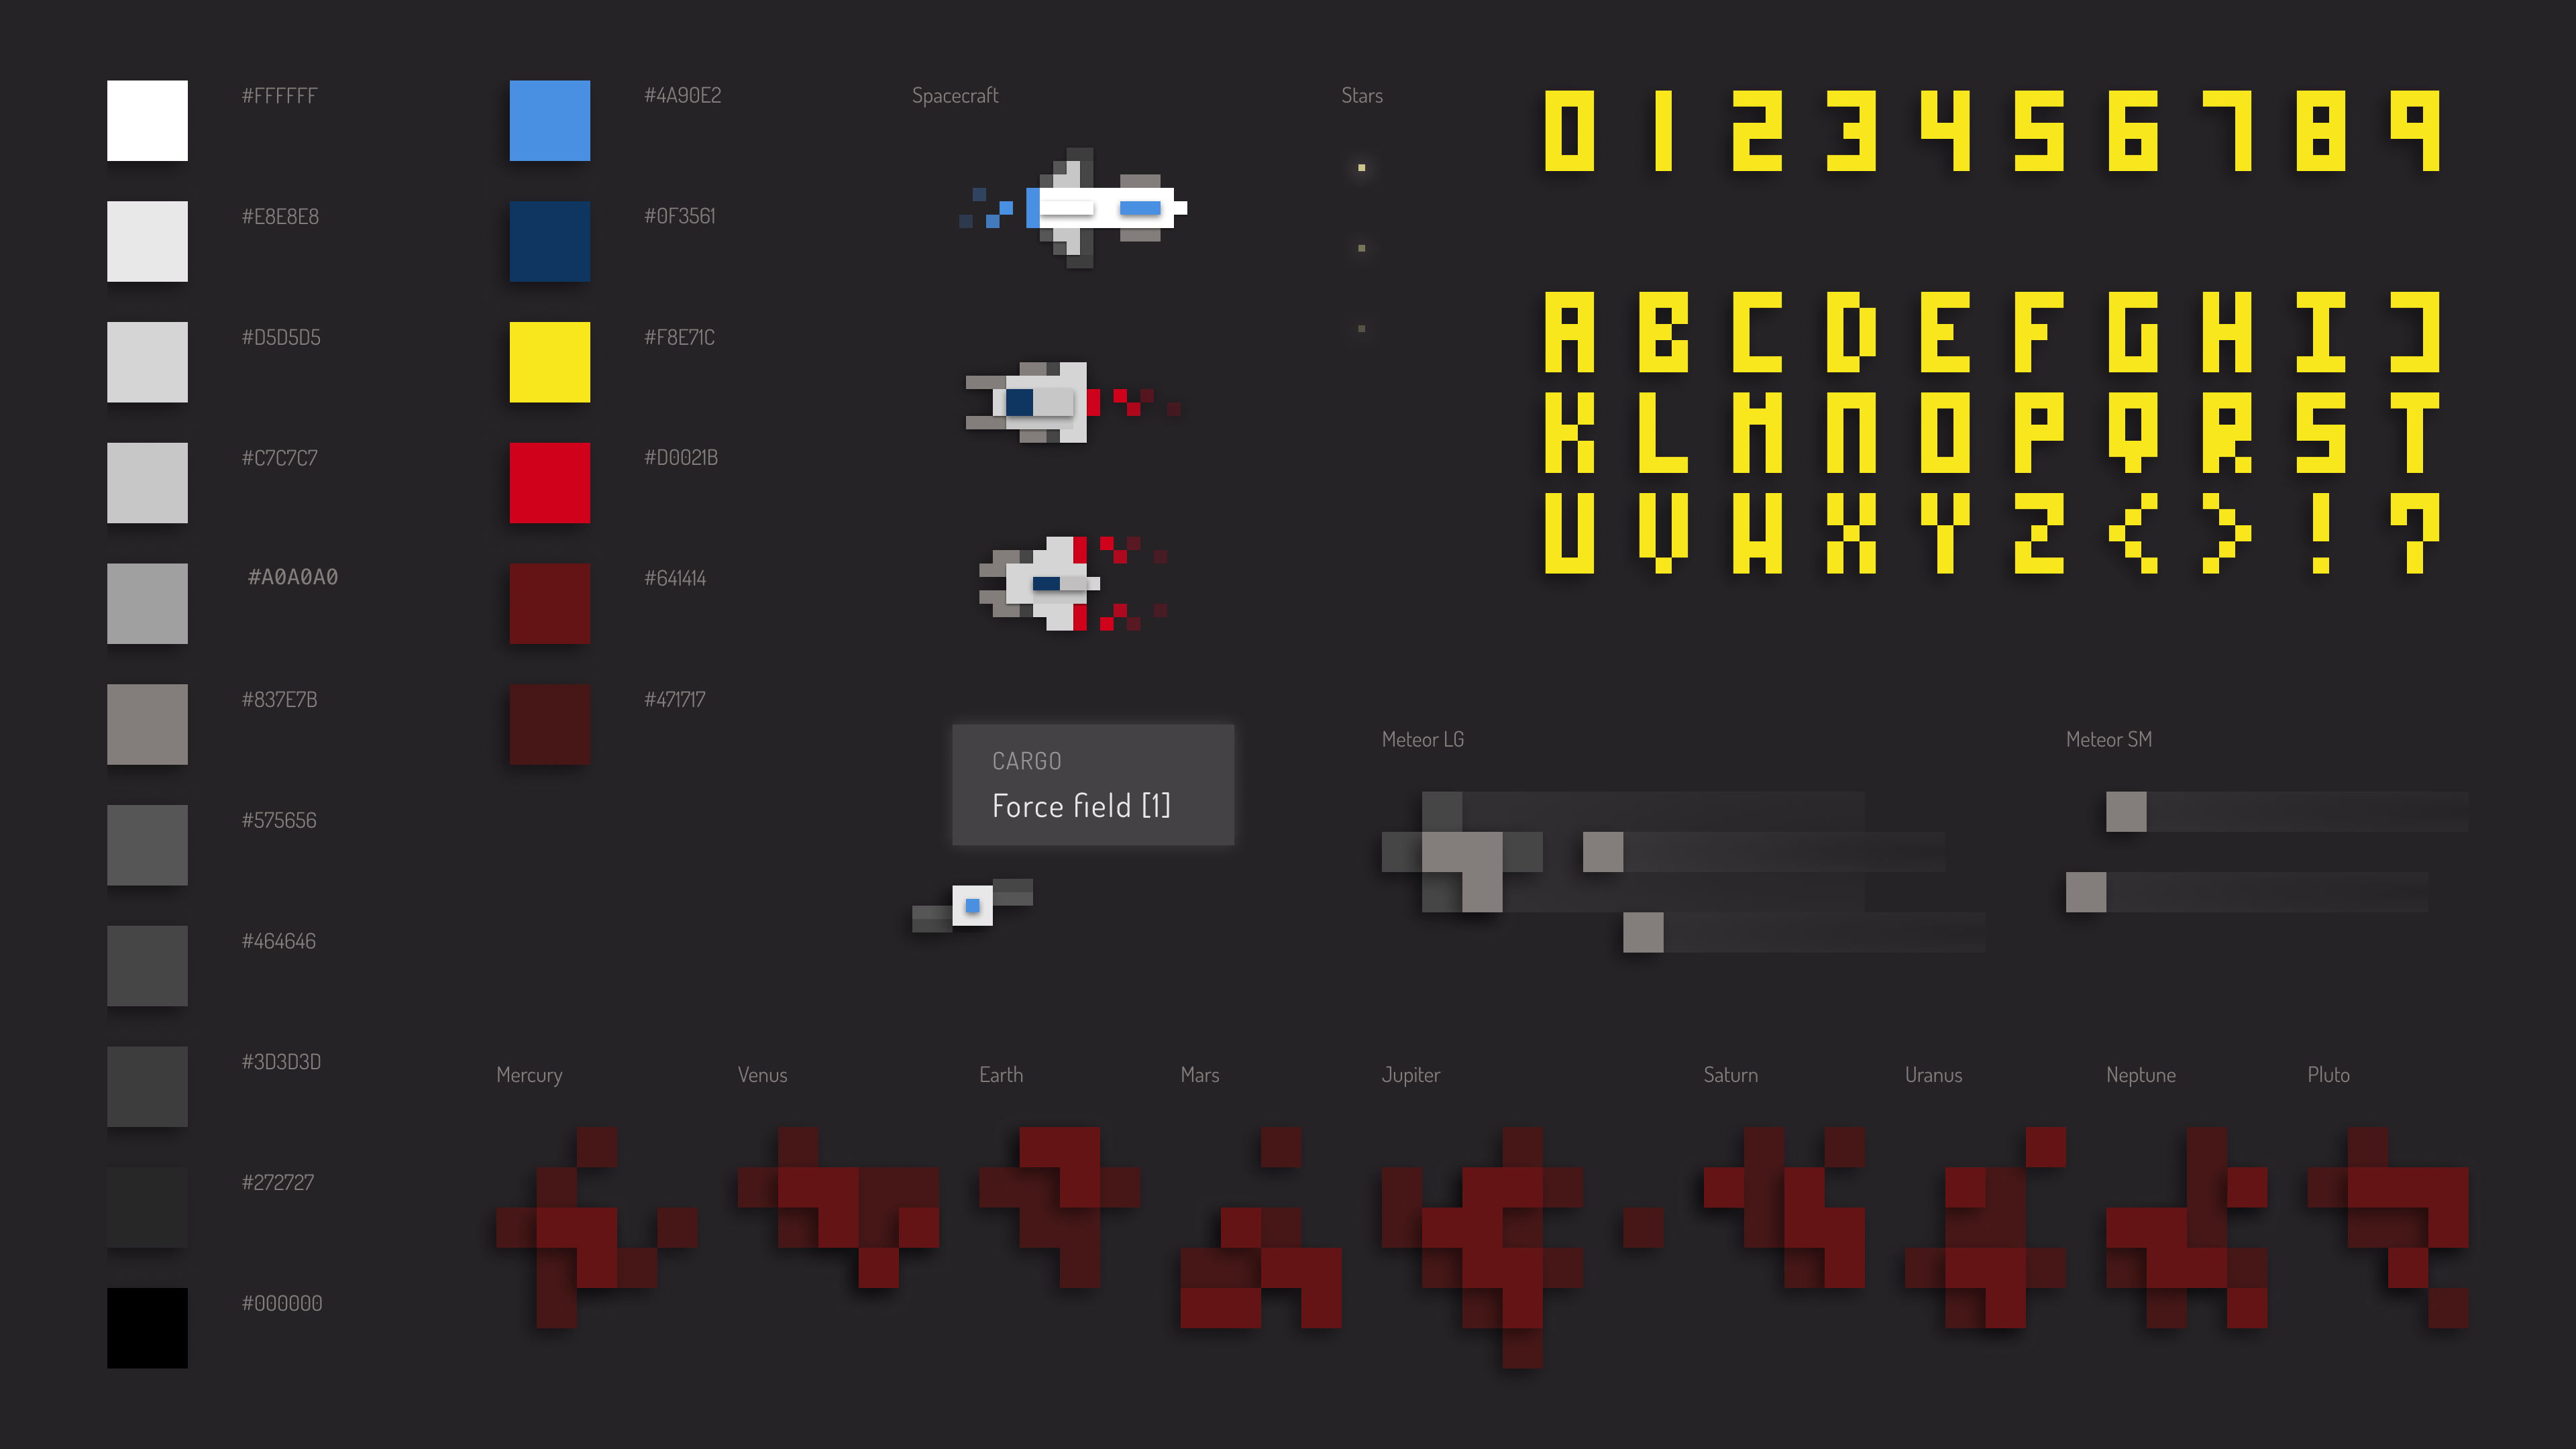 #FFFFFF
#E8E8E8
#D5D5D5
#C7C7C7
#A0A0A0
#837E7B
#575656
#464646
#3D3D3D
#272727
#000000
#4A90E2
#0F3561
#F8E71C
#D0021B
#641414
#471717
Spacecraft
Stars
0 1 2 3 4 5 6 7 8 9
A B C D E F G H I J
K L M N O P Q R S T
U V W X Y Z < > ! ?
CARGO
Force field [1]
Meteor LG
Meteor SM
Mercury
Venus
Earth
Mars
Jupiter
Saturn
Uranus
Neptune
Pluto